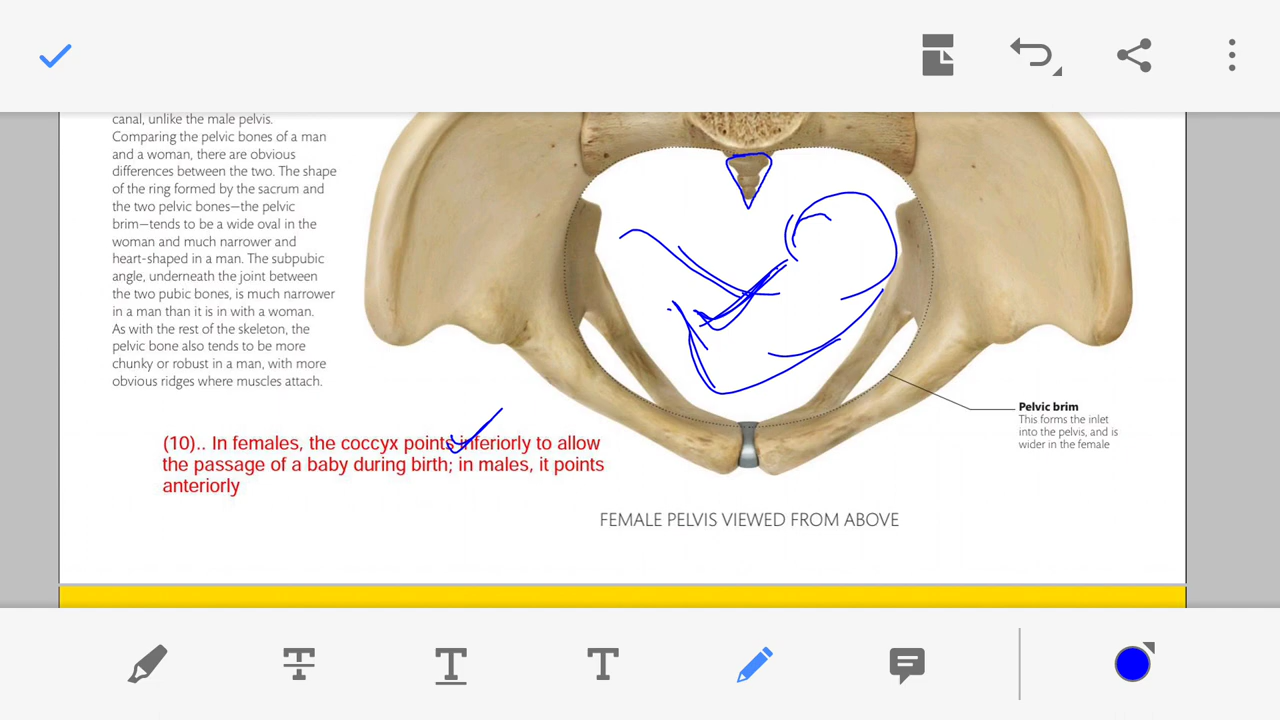 canal, unlike the male pelvis.
Comparing the pelvic bones of a man
and a woman, there are obvious
differences between the two. The shape
of the ring formed by the sacrum and
the two pelvic bones—the pelvic
brim—tends to be a wide oval in the
woman and much narrower and
heart-shaped in a man. The subpubic
angle, underneath the joint between
the two pubic bones, is much narrower
in a man than it is in with a woman.
As with the rest of the skeleton, the
pelvic bone also tends to be more
chunky or robust in a man, with more
obvious ridges where muscles attach.
(10).. In females, the coccyx points inferiorly to allow
the passage of a baby during birth; in males, it points
anteriorly
Pelvic brim
This forms the inlet
into the pelvis, and is
wider in the female
FEMALE PELVIS VIEWED FROM ABOVE
T
T
T